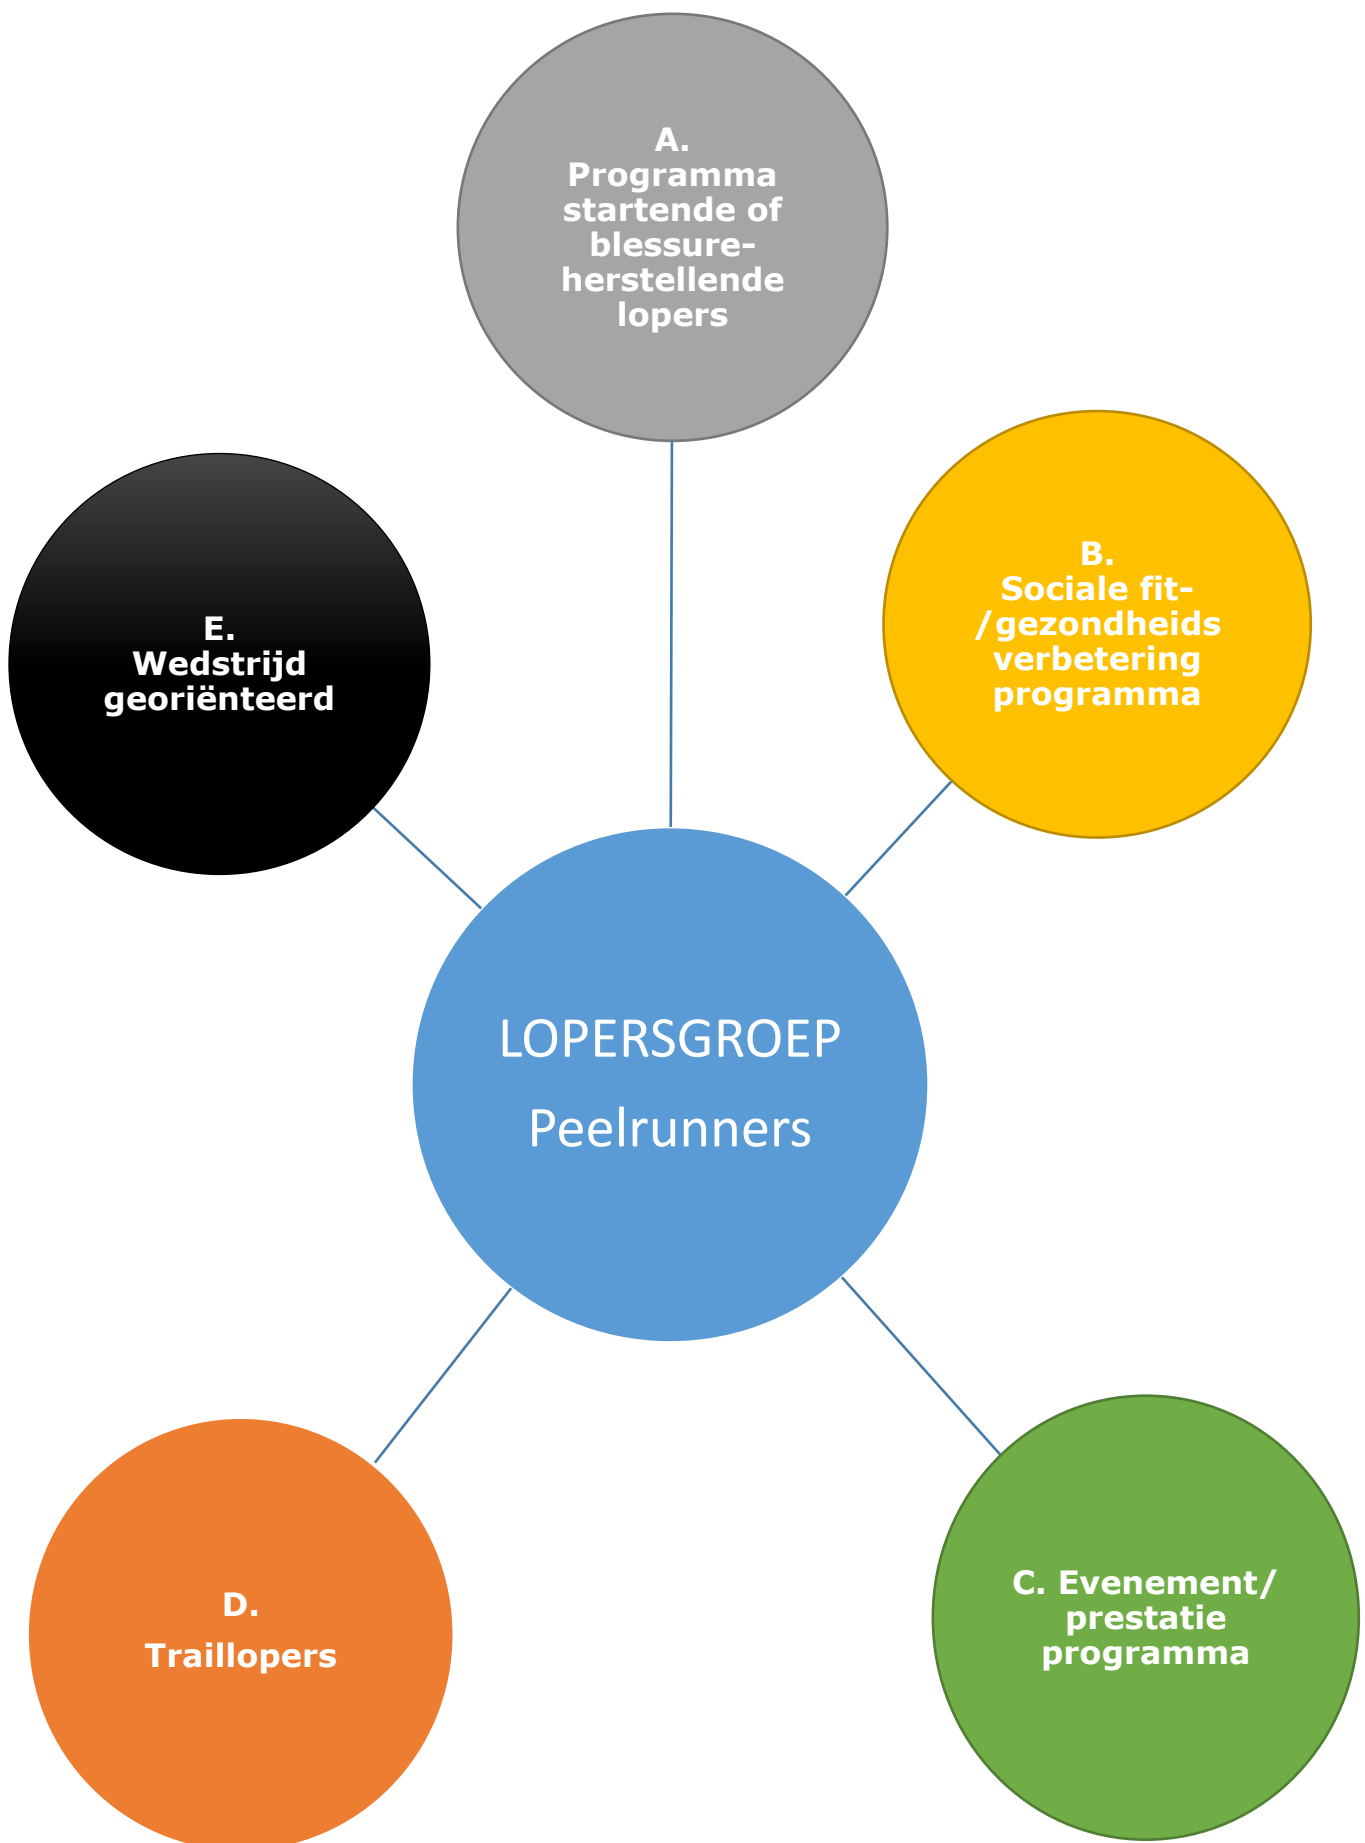 A.
Programma
startende of
blessure-
herstellende
lopers
B.
Sociale fit-
/gezondheids
verbetering
programma
E.
Wedstrijd
georiënteerd
LOPERSGROEP
Peelrunners
C. Evenement/
prestatie
programma
D.
Traillopers